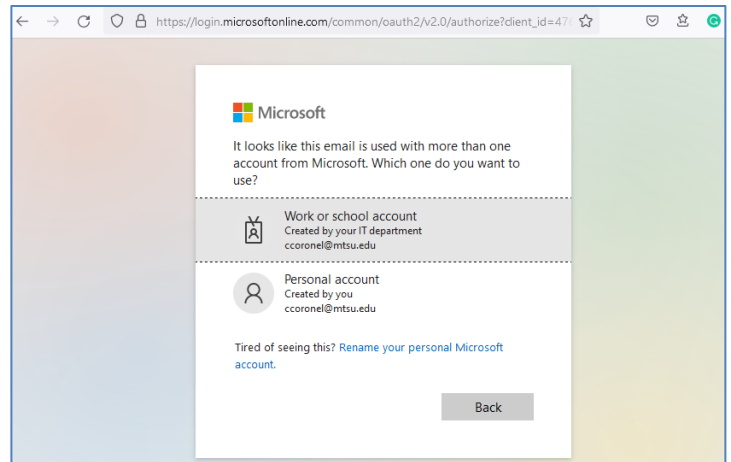 https://login.microsoftonline.com/common/oauth2/v2.0/authorize?client_id=47
Microsoft
It looks like this email is used with more than one
account from Microsoft. Which one do you want to
use?
Work or school account
Created by your IT department
ccoronel@mtsu.edu
Personal account
Created by you
ccoronel@mtsu.edu
Tired of seeing this? Rename your personal Microsoft
account.
Back